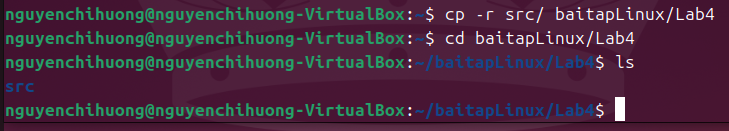 nguyenchihuong@nguyenchihuong-VirtualBox:~$ cp -r src/ baitapLinux/Lab4
nguyenchihuong@nguyenchihuong-VirtualBox:~$ cd baitapLinux/Lab4
nguyenchihuong@nguyenchihuong-VirtualBox:~/baitapLinux/Lab4$ ls
src
nguyenchihuong@nguyenchihuong-VirtualBox:~/baitapLinux/Lab4$